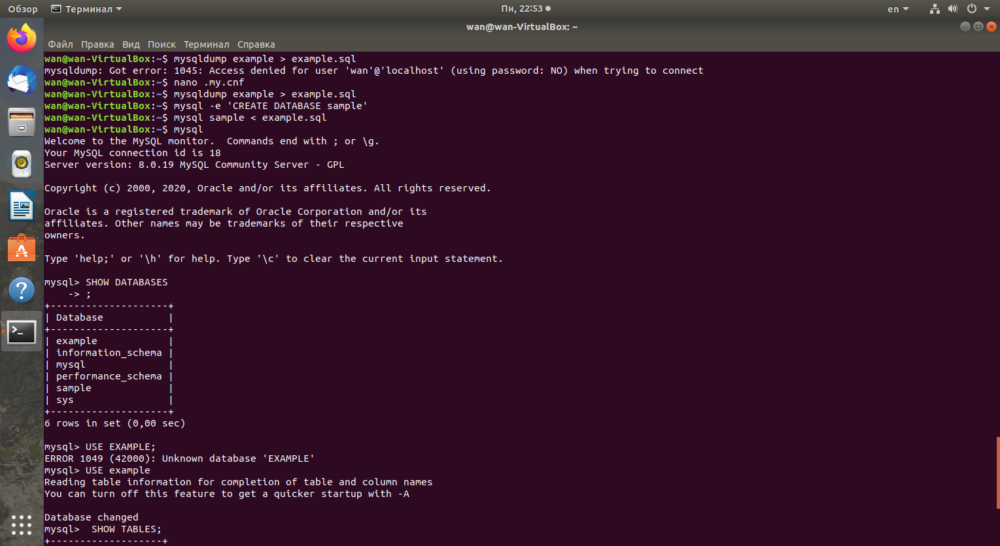 Обзор
Терминал
Пн, 22:53
en
wan@wan-VirtualBox: ~
Файл Правка Вид Поиск Терминал Справка
wan@wan-VirtualBox:~$ mysqldump example > example.sql
mysqldump: Got error: 1045: Access denied for user 'wan'@'localhost' (using password: NO) when trying to connect
wan@wan-VirtualBox:~$ nano .my.cnf
wan@wan-VirtualBox:~$ mysqldump example > example.sql
wan@wan-VirtualBox:~$ mysql -e 'CREATE DATABASE sample'
wan@wan-VirtualBox:~$ mysql sample < example.sql
wan@wan-VirtualBox:~$ mysql
Welcome to the MySQL monitor.  Commands end with ; or \g.
Your MySQL connection id is 18
Server version: 8.0.19 MySQL Community Server - GPL

Copyright (c) 2000, 2020, Oracle and/or its affiliates. All rights reserved.

Oracle is a registered trademark of Oracle Corporation and/or its
affiliates. Other names may be trademarks of their respective
owners.

Type 'help;' or '\h' for help. Type '\c' to clear the current input statement.

mysql> SHOW DATABASES
    -> ;
+--------------------+
| Database           |
+--------------------+
| example            |
| information_schema |
| mysql              |
| performance_schema |
| sample             |
| sys                |
+--------------------+
6 rows in set (0,00 sec)

mysql> USE EXAMPLE;
ERROR 1049 (42000): Unknown database 'EXAMPLE'
mysql> USE example
Reading table information for completion of table and column names
You can turn off this feature to get a quicker startup with -A

Database changed
mysql>  SHOW TABLES;
+-------------------+